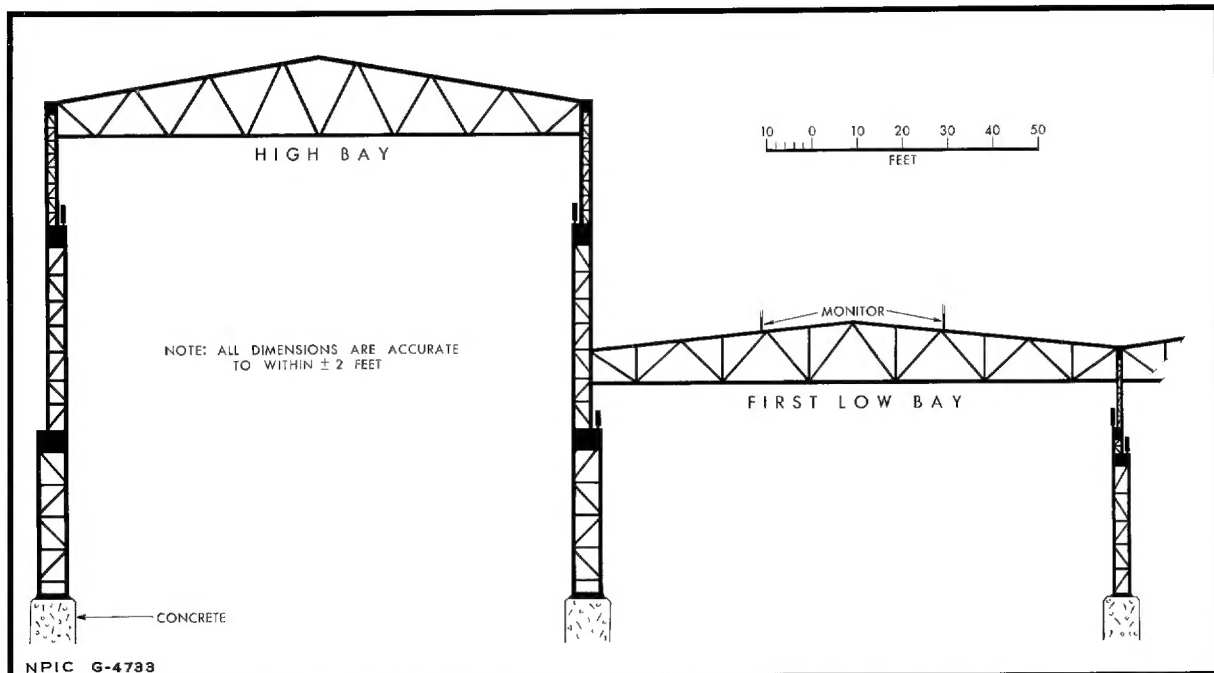 HIGH BAY
10 0 10 20 30 40 50
FEET
MONITOR
NOTE: ALL DIMENSIONS ARE ACCURATE
TO WITHIN ± 2 FEET
FIRST LOW BAY
CONCRETE
NPIC G-4733